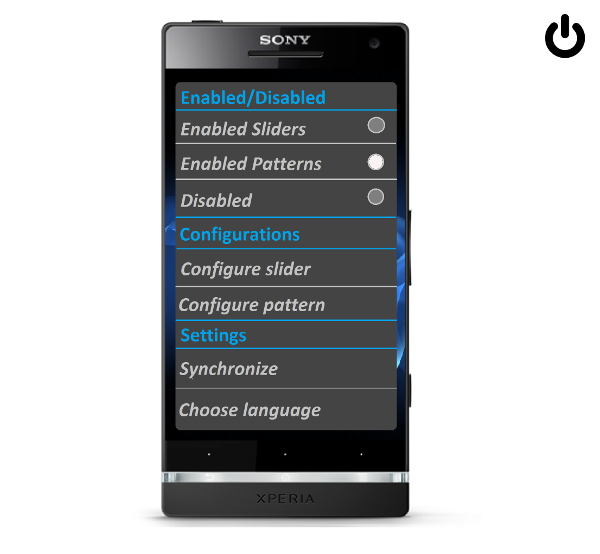 SONY
Enabled/Disabled
Enabled Sliders
Enabled Patterns
Disabled
Configurations
Configure slider
Configure pattern
Settings
Synchronize
Choose language
XPERIA